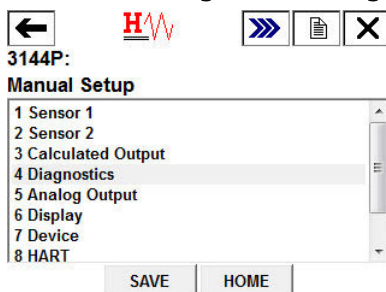 H
3144P:
Manual Setup
1 Sensor 1
2 Sensor 2
3 Calculated Output
4 Diagnostics
5 Analog Output
6 Display
7 Device
8 HART
SAVE HOME